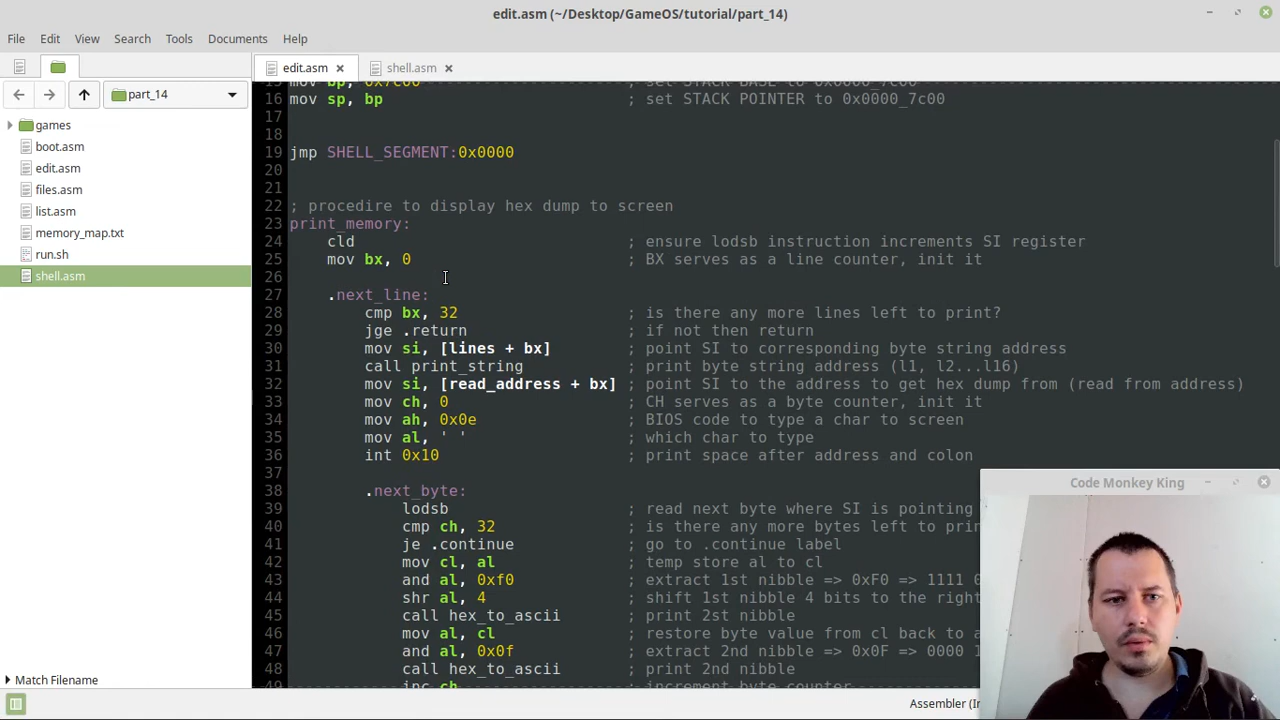 edit.asm (~/Desktop/GameOS/tutorial/part_14)
File Edit View Search Tools Documents Help
edit.asm shell.asm
part_14
games
boot.asm
edit.asm
files.asm
list.asm
memory_map.txt
run.sh
shell.asm
Match Filename
mov bp, 0x7c00 ; set STACK BASE to 0x0000_7c00
16 mov sp, bp ; set STACK POINTER to 0x0000_7c00
17
18
19 jmp SHELL_SEGMENT:0x0000
20
21
22 ; procedire to display hex dump to screen
23 print_memory:
24 cld ; ensure lodsb instruction increments SI register
25 mov bx, 0 ; BX serves as a line counter, init it
26
27 .next_line:
28 cmp bx, 32 ; is there any more lines left to print?
29 jge .return ; if not then return
30 mov si, [lines + bx] ; point SI to corresponding byte string address
31 call print_string ; print byte string address (l1, l2...l16)
32 mov si, [read_address + bx] ; point SI to the address to get hex dump from (read from address)
33 mov ch, 0 ; CH serves as a byte counter, init it
34 mov ah, 0x0e ; BIOS code to type a char to screen
35 mov al, ' ' ; which char to type
36 int 0x10 ; print space after address and colon
37
38 .next_byte:
39 lodsb ; read next byte where SI is pointing
40 cmp ch, 32 ; is there any more bytes left to prin
41 je .continue ; go to .continue label
42 mov cl, al ; temp store al to cl
43 and al, 0xf0 ; extract 1st nibble => 0xF0 => 1111 0
44 shr al, 4 ; shift 1st nibble 4 bits to the right
45 call hex_to_ascii ; print 2st nibble
46 mov al, cl ; restore byte value from cl back to a
47 and al, 0x0f ; extract 2nd nibble => 0x0F => 0000 1
48 call hex_to_ascii ; print 2nd nibble
49 inc ch ; increment byte counter
Code Monkey King
Assembler (In